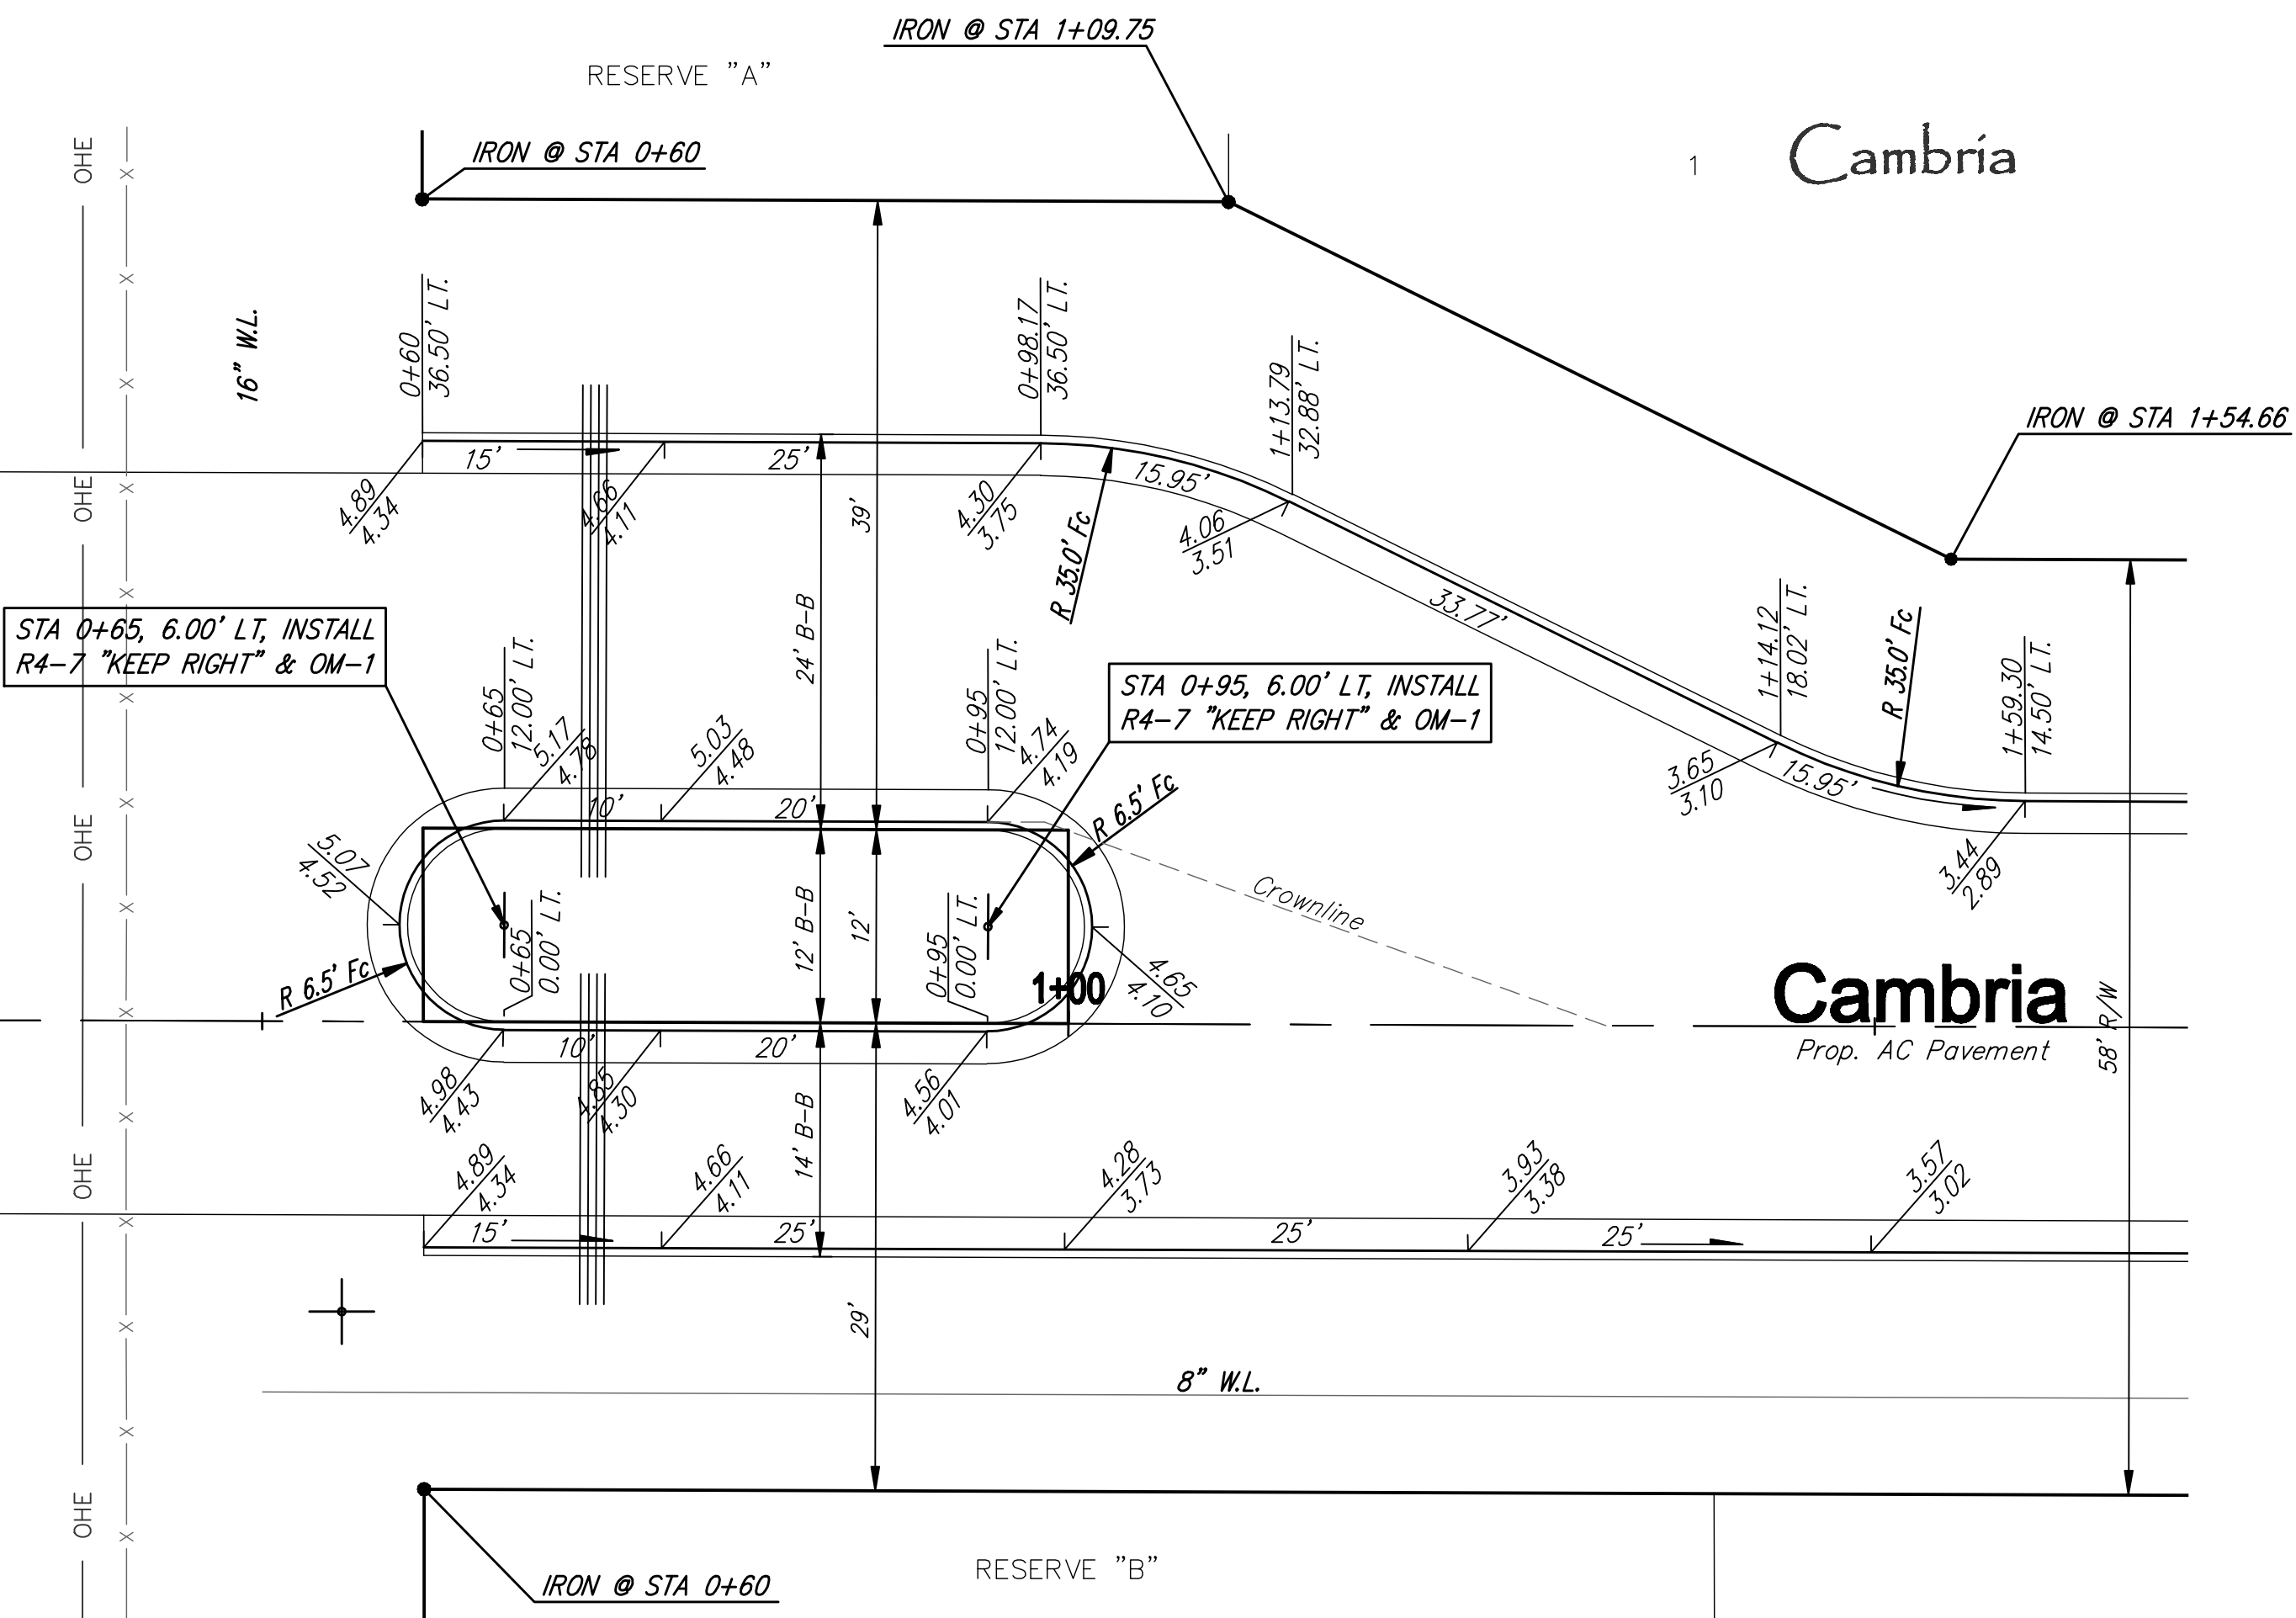 IRON @ STA 1+09.75
RESERVE "A"
IRON @ STA 0+60
1
Cambria
OHE
16" W.L.
0+60
36.50' LT.
0+98.17
36.50' LT.
1+13.79
32.88' LT.
IRON @ STA 1+54.66
15'
25'
15.95'
OHE
4.89
4.34
4.66
4.11
39'
4.30
3.75
R 35.0' Fc
4.06
3.51
33.77'
STA 0+65, 6.00' LT, INSTALL
R4-7 "KEEP RIGHT" & OM-1
0+65
12.00' LT.
24' B-B
0+95
12.00' LT.
STA 0+95, 6.00' LT, INSTALL
R4-7 "KEEP RIGHT" & OM-1
1+14.12
18.02' LT.
R 35.0' Fc
1+59.30
14.50' LT.
5.17
4.78
5.03
4.48
4.74
4.19
3.65
3.10
15.95'
OHE
10'
20'
R 6.5' Fc
5.07
4.52
3.44
2.89
Crownline
12' B-B
12'
0+65
0.00' LT.
0+95
0.00' LT.
R 6.5' Fc
1+00
4.65
4.10
Cambria
Prop. AC Pavement
58' R/W
10'
20'
4.98
4.43
4.85
4.30
4.56
4.01
14' B-B
OHE
4.89
4.34
4.66
4.11
4.28
3.73
3.93
3.38
3.57
3.02
15'
25'
25'
25'
29'
8" W.L.
OHE
RESERVE "B"
IRON @ STA 0+60